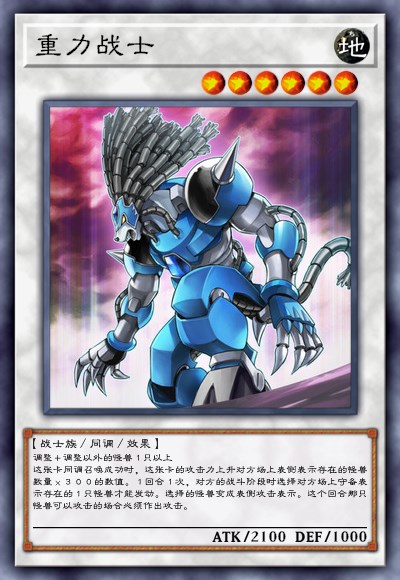 重力战士
地
【战士族/同调/效果】
调整+调整以外的怪兽1只以上
这张卡同调召唤成功时,这张卡的攻击力上升对方场上表侧表示存在的怪兽
数量×300的数值。1回合1次,对方的战斗阶段时选择对方场上守备表
示存在的1只怪兽才能发动。选择的怪兽变成表侧攻击表示。这个回合那只
怪兽可以攻击的场合必须作出攻击。
ATK/2100 DEF/1000